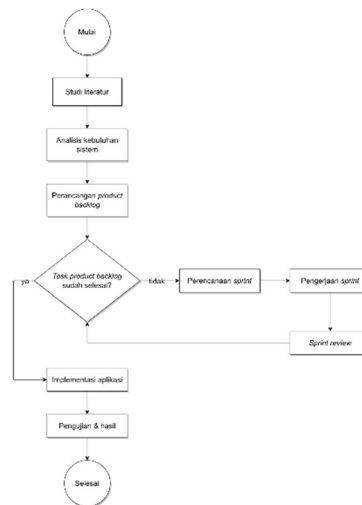 Mulai
Studi literatur
Analisis kebutuhan
sistem
Perancangan product
backlog
Task product backlog
sudah selesai?
ya
tidak
Perencanaan sprint
Pengerjaan sprint
Sprint review
Implementasi aplikasi
Pengujian & hasil
Selesai